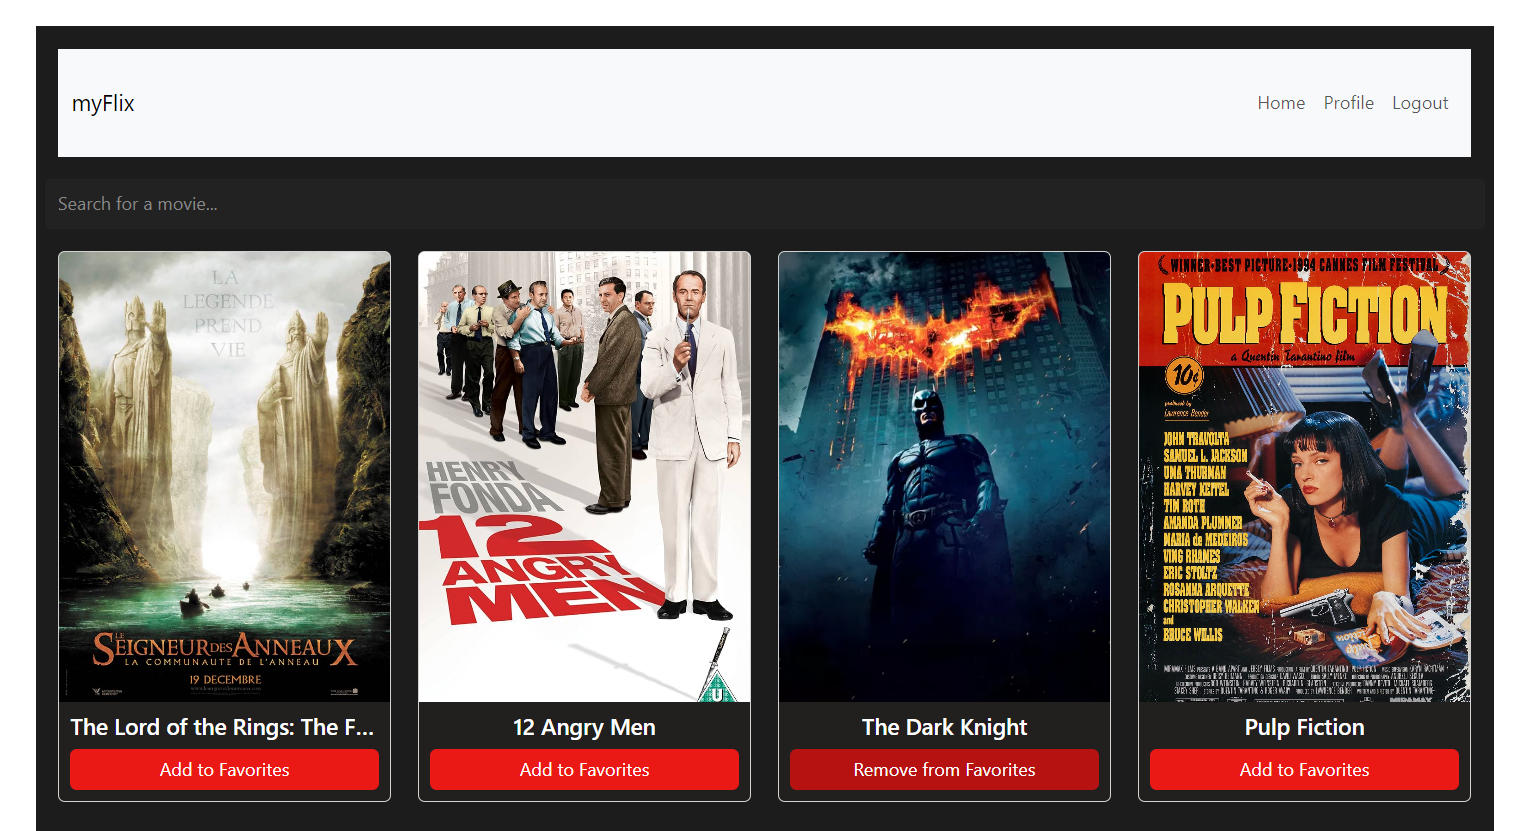 myFlix
Home Profile Logout
Search for a movie...
LA
LEGENDE
PREND
VIE
LE
SEIGNEUR DES ANNEAUX
LA COMMUNAUTE DE L'ANNEAU
19 DECEMBRE
The Lord of the Rings: The F...
Add to Favorites
HENRY
FONDA
12
ANGRY
MEN
U
12 Angry Men
Add to Favorites
The Dark Knight
Remove from Favorites
WINNER-BEST PICTURE-1994 CANNES FILM FESTIVAL
PULP FICTION
a Quentin Tarantino film
10¢
produced by
Lawrence Bender
JOHN TRAVOLTA
SAMUEL L. JACKSON
UMA THURMAN
HARVEY KEITEL
TIM ROTH
AMANDA PLUMMER
MARIA de MEDEIROS
VING RHAMES
ERIC STOLTZ
ROSANNA ARQUETTE
CHRISTOPHER WALKEN
and
BRUCE WILLIS
Pulp Fiction
Add to Favorites